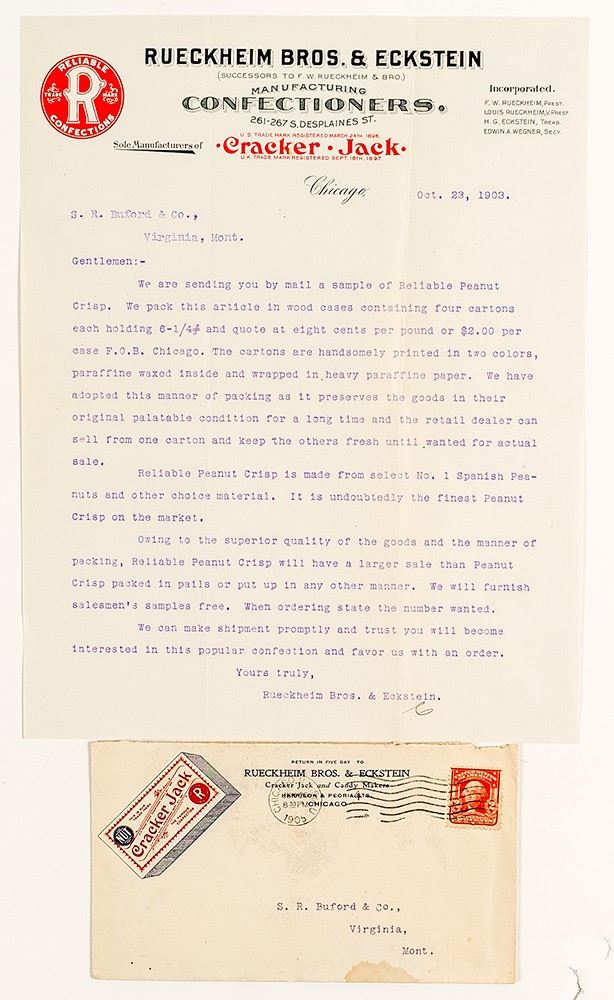 RELIABLE
TRADE MARK
R
CONFECTIONS
RUECKHEIM BROS. & ECKSTEIN
(SUCCESSORS TO F. W. RUECKHEIM & BRO.)
MANUFACTURING
CONFECTIONERS.
261-267 S. DESPLAINES ST.
Incorporated.
F. W. RUECKHEIM, PREST.
LOUIS RUECKHEIM, V. PREST.
H. G. ECKSTEIN, TREAS.
EDWIN A. WEGNER, SECY.
U. S. TRADE MARK REGISTERED MARCH 24TH 1896.
Sole Manufacturers of Cracker Jack
U.K. TRADE MARK REGISTERED SEPT. 18TH 1897.
Chicago, Oct. 23, 1903.
S. R. Buford & Co.,
Virginia, Mont.
Gentlemen:-
We are sending you by mail a sample of Reliable Peanut
Crisp. We pack this article in wood cases containing four cartons
each holding 6-1/4# and quote at eight cents per pound or $2.00 per
case F.O.B. Chicago. The cartons are handsomely printed in two colors,
paraffine waxed inside and wrapped in heavy paraffine paper. We have
adopted this manner of packing as it preserves the goods in their
original palatable condition for a long time and the retail dealer can
sell from one carton and keep the others fresh until wanted for actual
sale.
Reliable Peanut Crisp is made from select No. 1 Spanish Pea-
nuts and other choice material. It is undoubtedly the finest Peanut
Crisp on the market.
Owing to the superior quality of the goods and the manner of
packing, Reliable Peanut Crisp will have a larger sale than Peanut
Crisp packed in pails or put up in any other manner. We will furnish
salesmen's samples free. When ordering state the number wanted.
We can make shipment promptly and trust you will become
interested in this popular confection and favor us with an order.
Yours truly,
Rueckheim Bros. & Eckstein.
RETURN IN FIVE DAY TO
RUECKHEIM BROS. & ECKSTEIN
Cracker Jack and Candy Makers
HARRISON & PEORIA STS.
CHICAGO
1905
Cracker Jack
R
2
S. R. Buford & Co.,
Virginia,
Mont.